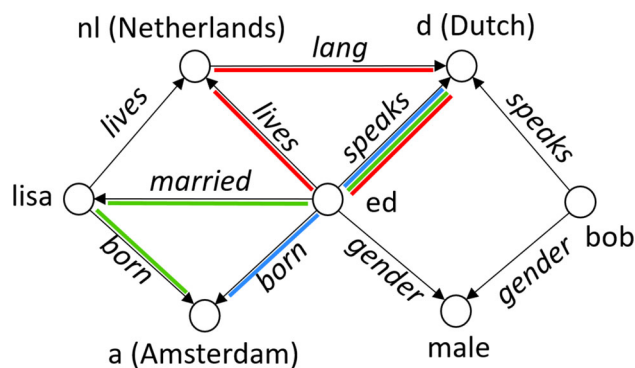 nl (Netherlands)
d (Dutch)
lang
lives
lives
speaks
speaks
lisa
married
ed
bob
born
born
gender
gender
a (Amsterdam)
male